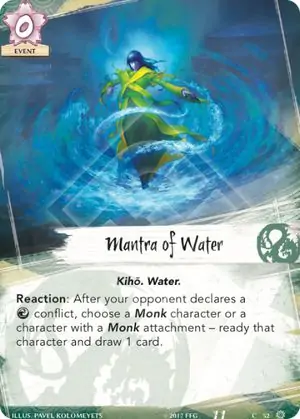 0
EVENT
Mantra of Water
Kihō. Water.
Reaction: After your opponent declares a
conflict, choose a Monk character or a
character with a Monk attachment – ready that
character and draw 1 card.
ILLUS. PAVEL KOLOMEYETS
© 2017 FFG
11
C 52